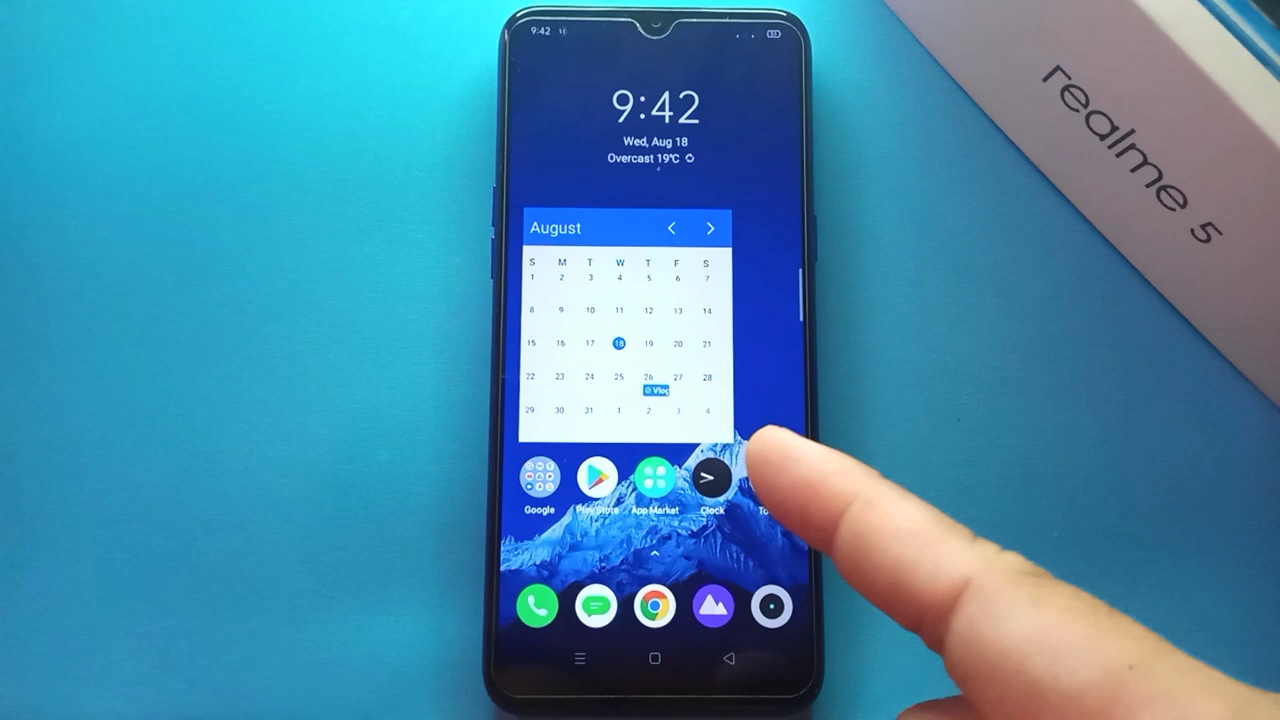 9:42
realme 5
9:42
Wed, Aug 18
Overcast 19℃
August
S M T W T F S
1 2 3 4 5 6 7
8 9 10 11 12 13 14
15 16 17 18 19 20 21
22 23 24 25 26 27 28
Vlog
29 30 31 1 2 3 4
Google Play Store App Market Clock To